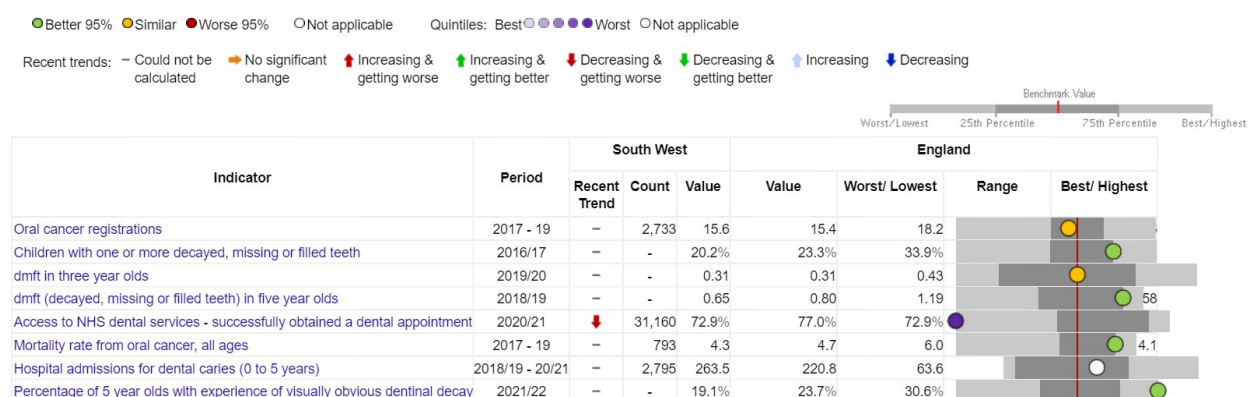 Better 95% Similar Worse 95% Not applicable Quintiles: Best Worst Not applicable
Recent trends: – Could not be calculated No significant change Increasing & getting worse Increasing & getting better Decreasing & getting worse Decreasing & getting better Increasing Decreasing
Benchmark Value
Worst/Lowest 25th Percentile 75th Percentile Best/Highest
South West England
Indicator Period Recent Trend Count Value Value Worst/ Lowest Range Best/ Highest
Oral cancer registrations 2017 - 19 – 2,733 15.6 15.4 18.2
Children with one or more decayed, missing or filled teeth 2016/17 – - 20.2% 23.3% 33.9%
dmft in three year olds 2019/20 – - 0.31 0.31 0.43
dmft (decayed, missing or filled teeth) in five year olds 2018/19 – - 0.65 0.80 1.19 58
Access to NHS dental services - successfully obtained a dental appointment 2020/21 31,160 72.9% 77.0% 72.9%
Mortality rate from oral cancer, all ages 2017 - 19 – 793 4.3 4.7 6.0 4.1
Hospital admissions for dental caries (0 to 5 years) 2018/19 - 20/21 – 2,795 263.5 220.8 63.6
Percentage of 5 year olds with experience of visually obvious dentinal decay 2021/22 – - 19.1% 23.7% 30.6%